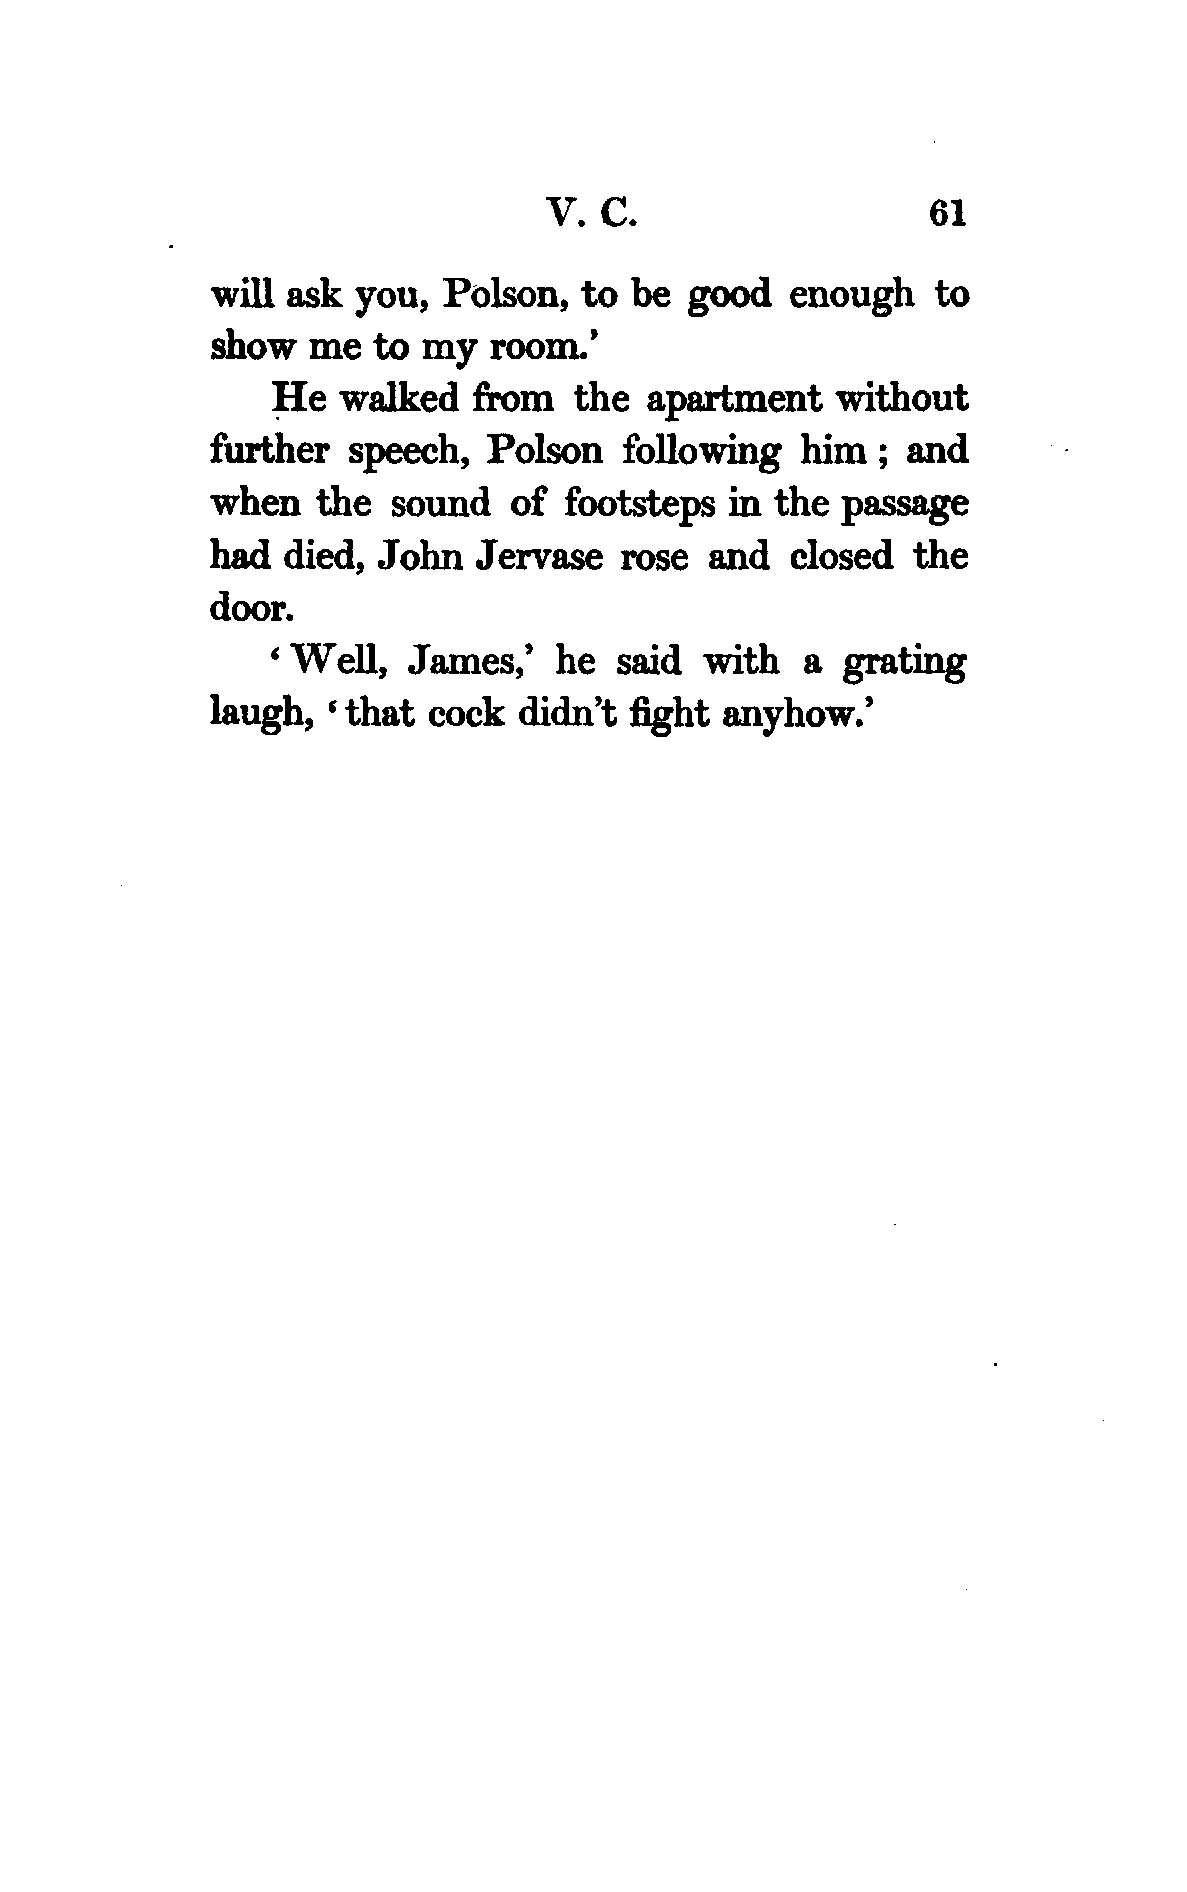 V. C. 61
will ask you, Polson, to be good enough to
show me to my room.’
He walked from the apartment without
further speech, Polson following him ; and
when the sound of footsteps in the passage
had died, John Jervase rose and closed the
door.
‘ Well, James,’ he said with a grating
laugh, ‘ that cock didn’t fight anyhow.’